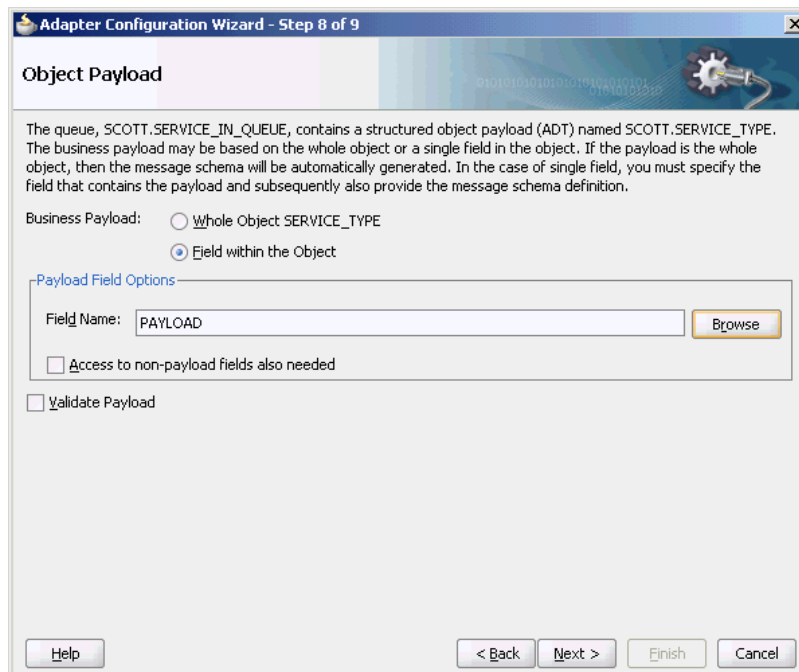 Adapter Configuration Wizard - Step 8 of 9
Object Payload
The queue, SCOTT.SERVICE_IN_QUEUE, contains a structured object payload (ADT) named SCOTT.SERVICE_TYPE.
The business payload may be based on the whole object or a single field in the object. If the payload is the whole
object, then the message schema will be automatically generated. In the case of single field, you must specify the
field that contains the payload and subsequently also provide the message schema definition.
Business Payload:
Whole Object SERVICE_TYPE
Field within the Object
Payload Field Options
Field Name: PAYLOAD Browse
Access to non-payload fields also needed
Validate Payload
Help < Back Next > Finish Cancel